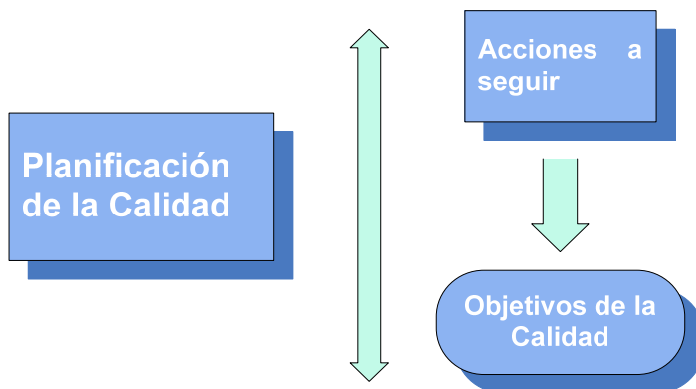 Planificación
de la Calidad
Acciones a
seguir
Objetivos de la
Calidad